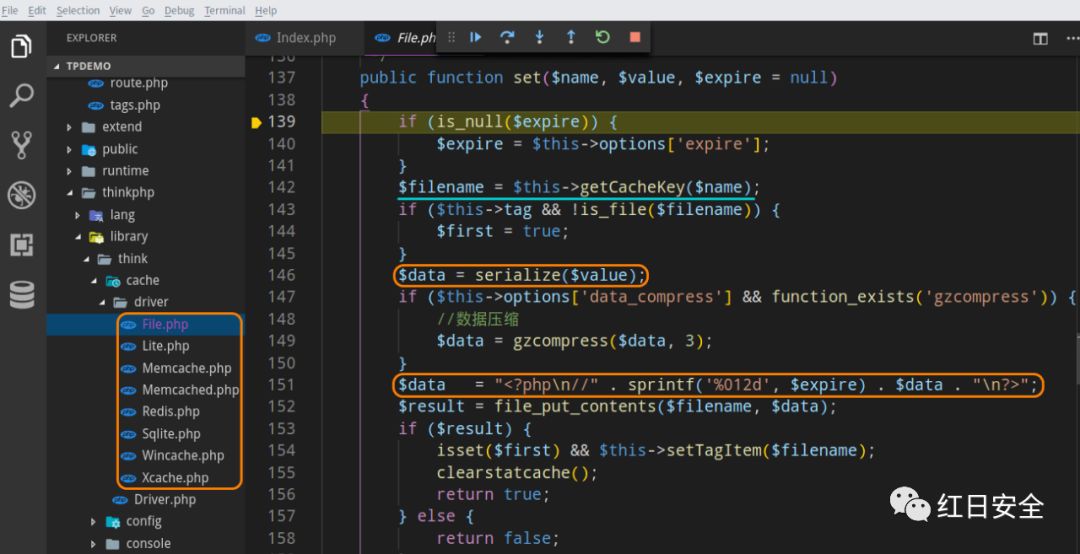 File Edit Selection View Go Debug Terminal Help
EXPLORER
TPDEMO
route.php
tags.php
extend
public
runtime
thinkphp
lang
library
think
cache
driver
File.php
Lite.php
Memcache.php
Memcached.php
Redis.php
Sqlite.php
Wincache.php
Xcache.php
Driver.php
config
console
Index.php File.php
136 */
137 public function set($name, $value, $expire = null)
138 {
139 if (is_null($expire)) {
140 $expire = $this->options['expire'];
141 }
142 $filename = $this->getCacheKey($name);
143 if ($this->tag && !is_file($filename)) {
144 $first = true;
145 }
146 $data = serialize($value);
147 if ($this->options['data_compress'] && function_exists('gzcompress')) {
148 //数据压缩
149 $data = gzcompress($data, 3);
150 }
151 $data   = "<?php\n//" . sprintf('%012d', $expire) . $data . "\n?>";
152 $result = file_put_contents($filename, $data);
153 if ($result) {
154 isset($first) && $this->setTagItem($filename);
155 clearstatcache();
156 return true;
157 } else {
158 return false;
红日安全